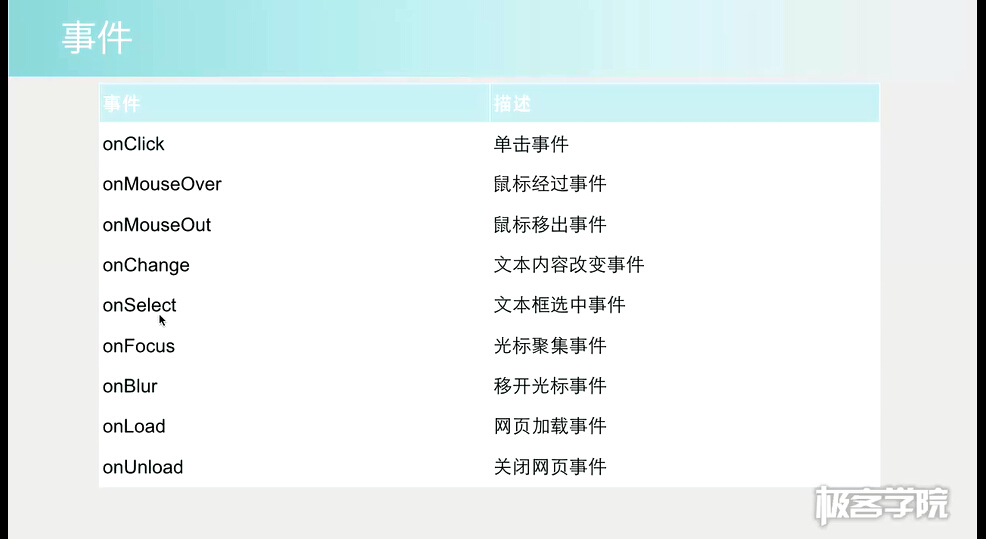 事件
事件 描述
onClick 单击事件
onMouseOver 鼠标经过事件
onMouseOut 鼠标移出事件
onChange 文本内容改变事件
onSelect 文本框选中事件
onFocus 光标聚集事件
onBlur 移开光标事件
onLoad 网页加载事件
onUnload 关闭网页事件
极客学院